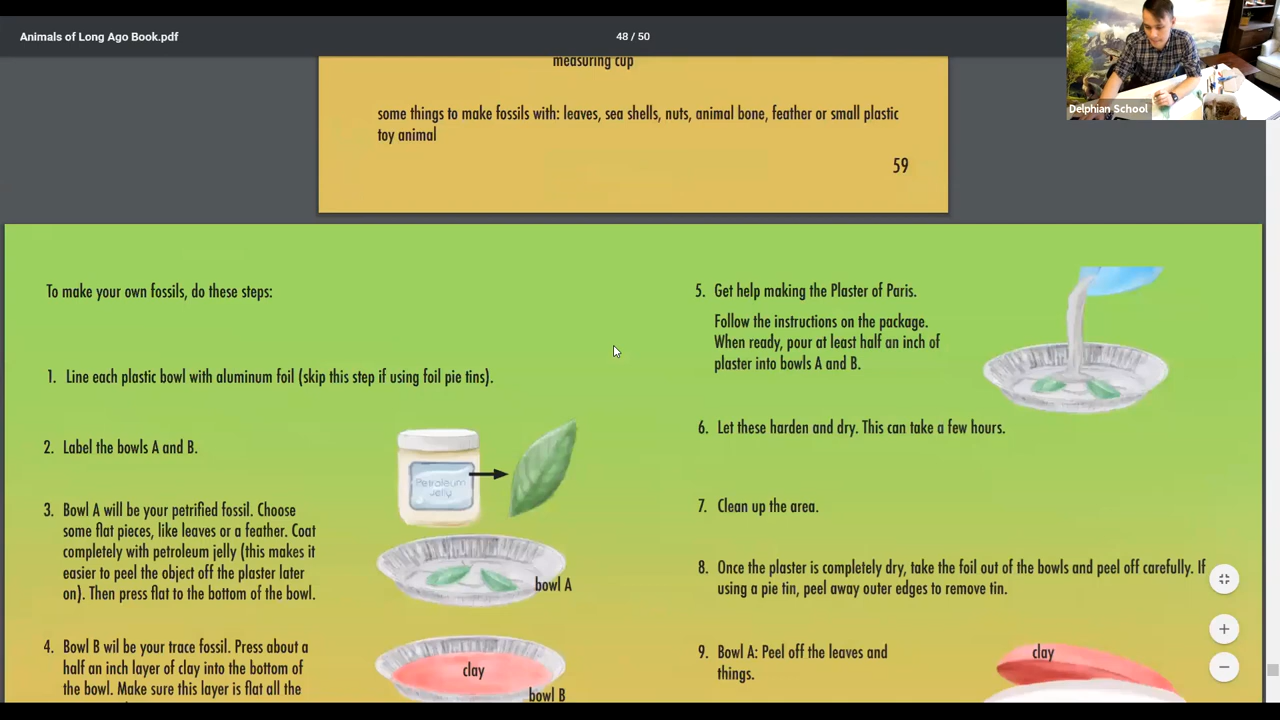 Animals of Long Ago Book.pdf
48 / 50
Delphian School
measuring cup
some things to make fossils with: leaves, sea shells, nuts, animal bone, feather or small plastic
toy animal
59
To make your own fossils, do these steps:
1. Line each plastic bowl with aluminum foil (skip this step if using foil pie tins).
2. Label the bowls A and B.
3. Bowl A will be your petrified fossil. Choose
some flat pieces, like leaves or a feather. Coat
completely with petroleum jelly (this makes it
easier to peel the object off the plaster later
on). Then press flat to the bottom of the bowl.
Petroleum
Jelly
bowl A
4. Bowl B wil be your trace fossil. Press about a
half an inch layer of clay into the bottom of
the bowl. Make sure this layer is flat all the
clay
bowl B
5. Get help making the Plaster of Paris.
Follow the instructions on the package.
When ready, pour at least half an inch of
plaster into bowls A and B.
6. Let these harden and dry. This can take a few hours.
7. Clean up the area.
8. Once the plaster is completely dry, take the foil out of the bowls and peel off carefully. If
using a pie tin, peel away outer edges to remove tin.
9. Bowl A: Peel off the leaves and
things.
clay